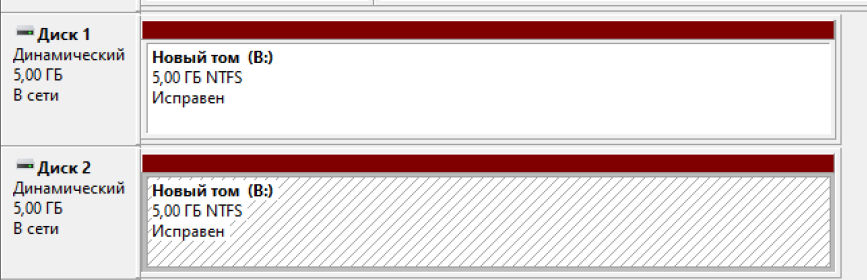 Диск 1
Динамический
5,00 ГБ
В сети
Новый том (B:)
5,00 ГБ NTFS
Исправен
Диск 2
Динамический
5,00 ГБ
В сети
Новый том (B:)
5,00 ГБ NTFS
Исправен